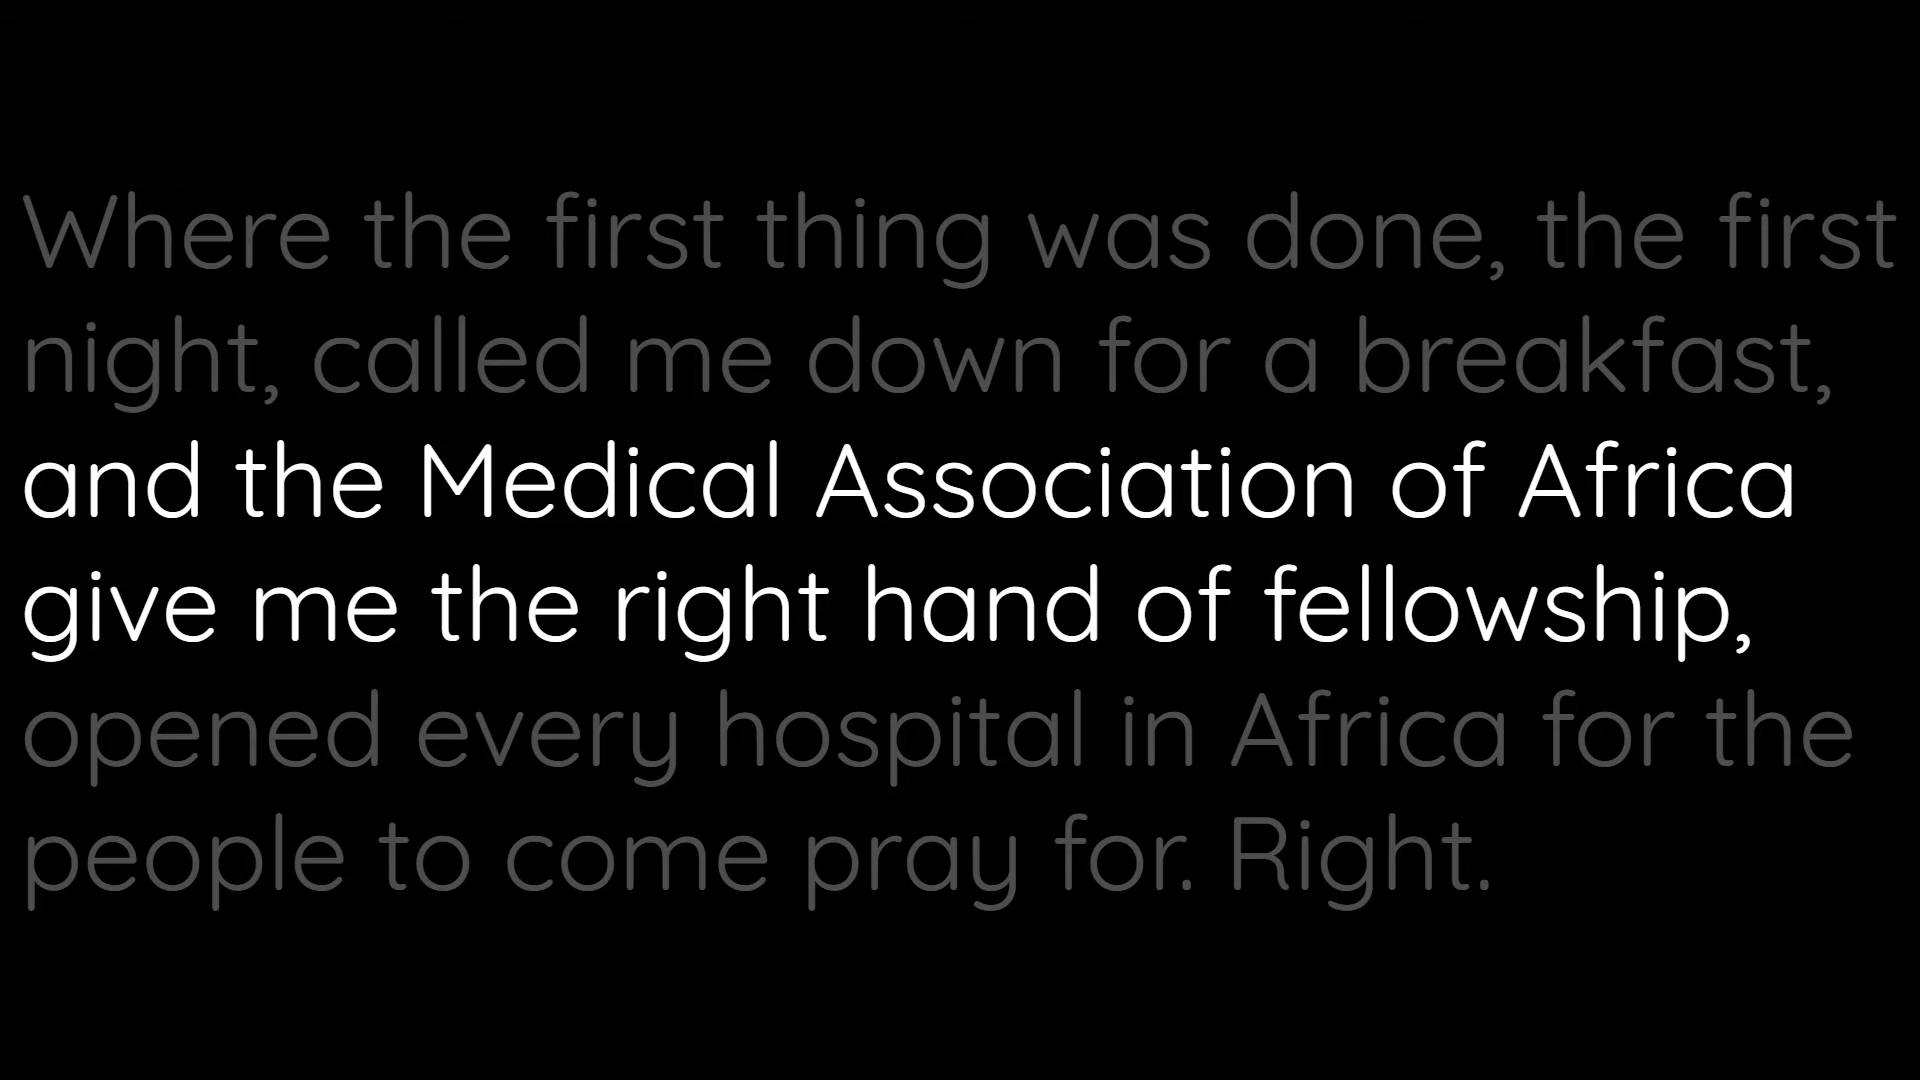 Where the first thing was done, the first
night, called me down for a breakfast,
and the Medical Association of Africa
give me the right hand of fellowship,
opened every hospital in Africa for the
people to come pray for. Right.